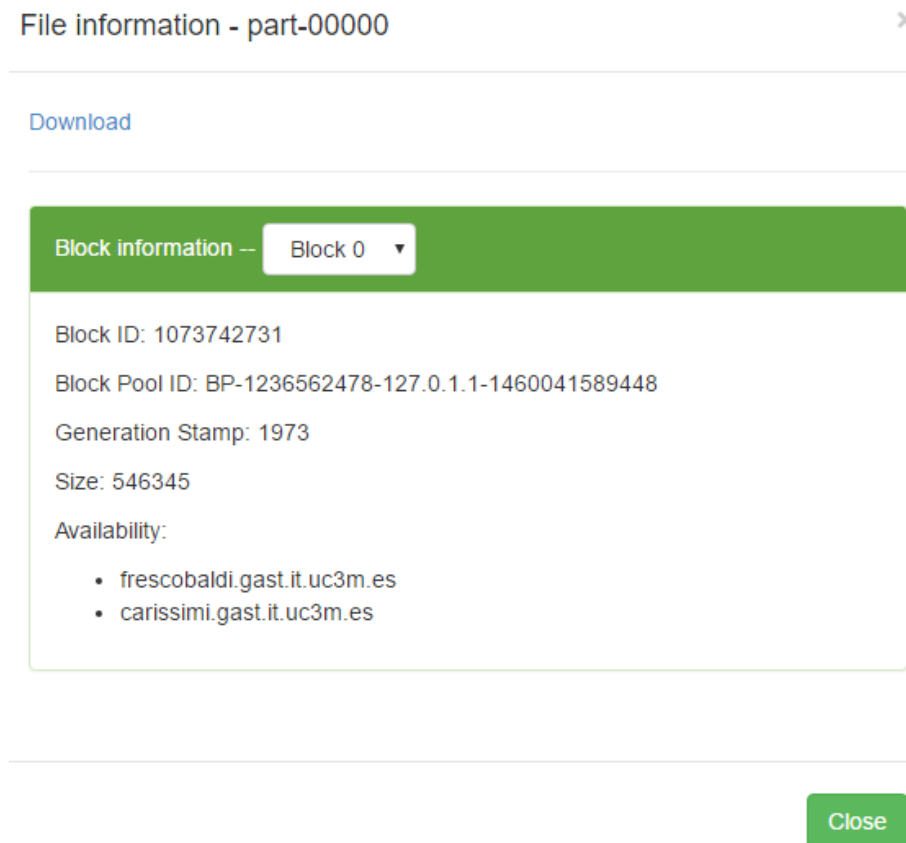 File information - part-00000
Download
Block information -- Block 0
Block ID: 1073742731
Block Pool ID: BP-1236562478-127.0.1.1-1460041589448
Generation Stamp: 1973
Size: 546345
Availability:
• frescobaldi.gast.it.uc3m.es
• carissimi.gast.it.uc3m.es
Close